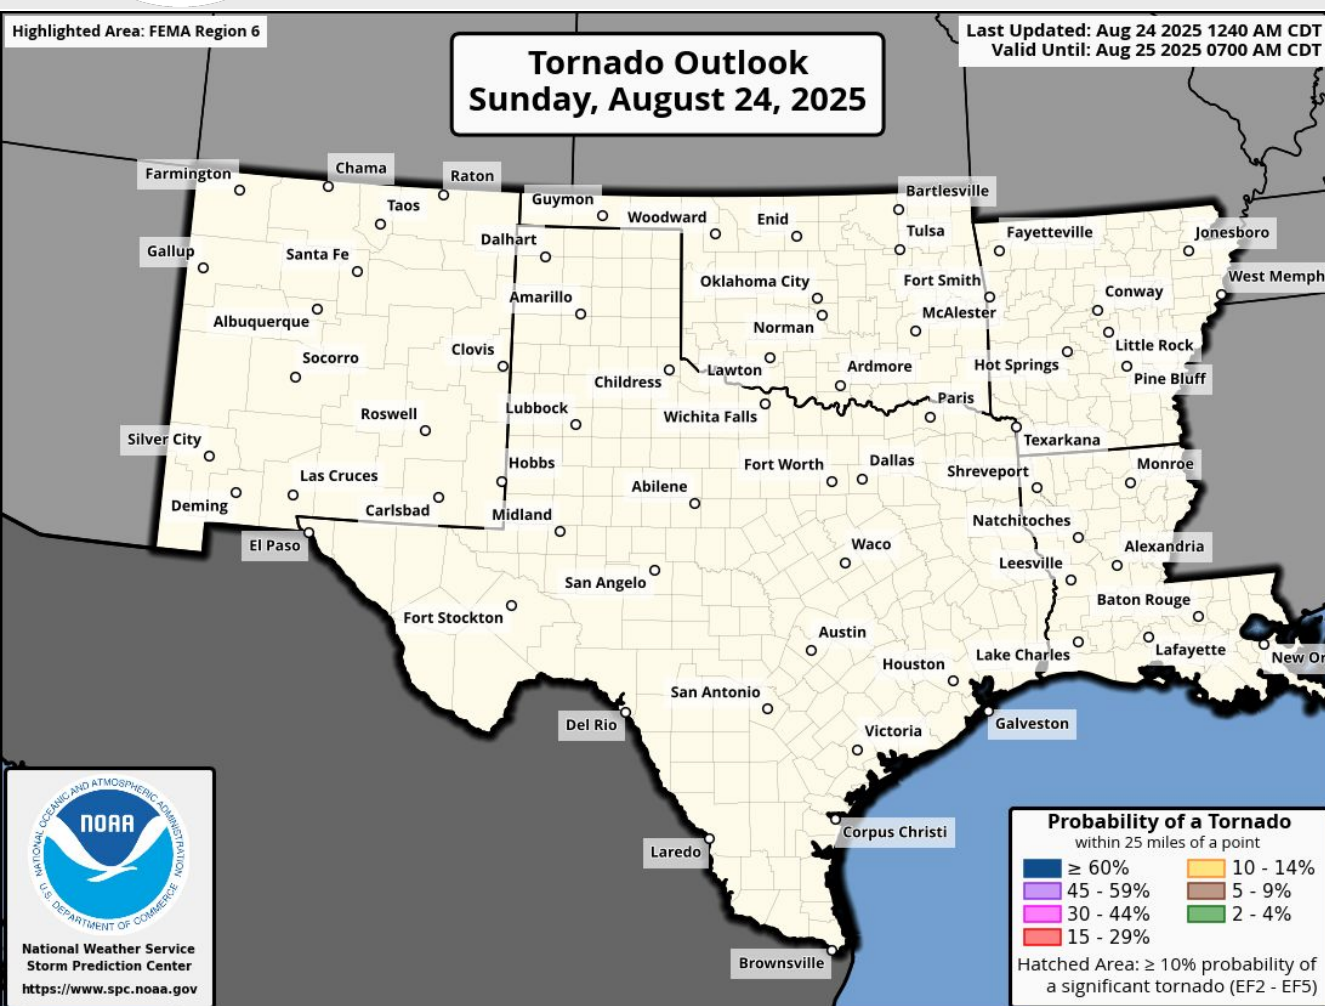 Highlighted Area: FEMA Region 6
Last Updated: Aug 24 2025 1240 AM CDT
Valid Until: Aug 25 2025 0700 AM CDT
Tornado Outlook
Sunday, August 24, 2025
Farmington
Chama
Raton
Taos
Guymon
Woodward
Enid
Bartlesville
Tulsa
Fayetteville
Jonesboro
Gallup
Santa Fe
Dalhart
Oklahoma City
Fort Smith
West Memph
Conway
Amarillo
Albuquerque
Norman
McAlester
Little Rock
Socorro
Clovis
Childress
Lawton
Ardmore
Hot Springs
Pine Bluff
Roswell
Lubbock
Wichita Falls
Paris
Texarkana
Silver City
Las Cruces
Hobbs
Abilene
Fort Worth
Dallas
Shreveport
Monroe
Deming
Carlsbad
Midland
Natchitoches
El Paso
San Angelo
Waco
Leesville
Alexandria
Fort Stockton
Austin
Baton Rouge
Houston
Lake Charles
Lafayette
New Or
San Antonio
Del Rio
Victoria
Galveston
Laredo
Corpus Christi
Brownsville
NATIONAL OCEANIC AND ATMOSPHERIC ADMINISTRATION
NOAA
U.S. DEPARTMENT OF COMMERCE
National Weather Service
Storm Prediction Center
https://www.spc.noaa.gov
Probability of a Tornado
within 25 miles of a point
≥ 60%
45 - 59%
30 - 44%
15 - 29%
10 - 14%
5 - 9%
2 - 4%
Hatched Area: ≥ 10% probability of
a significant tornado (EF2 - EF5)